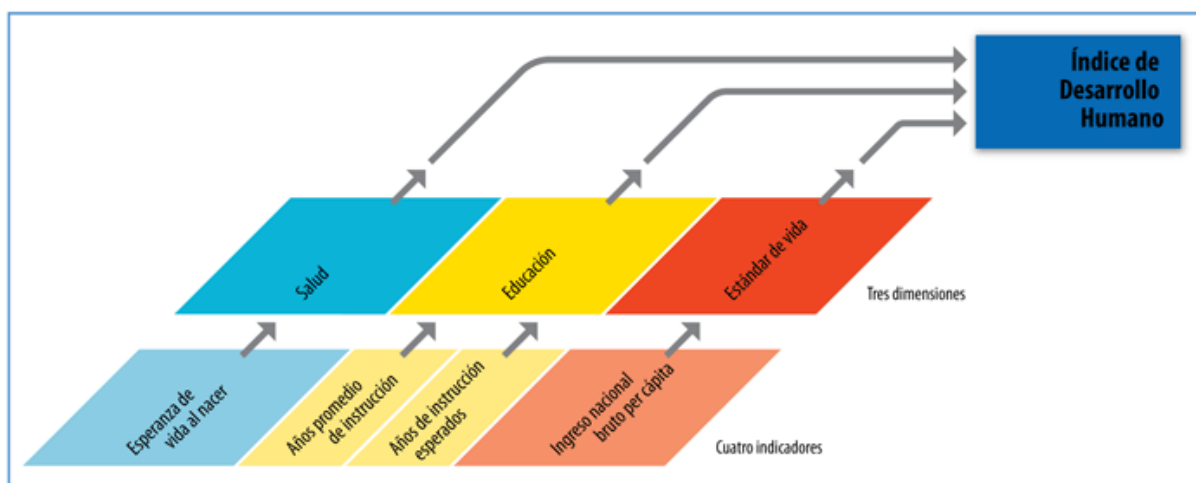 Índice de
Desarrollo
Humano
Salud
Educación
Estándar de vida
Tres dimensiones
Esperanza de
vida al nacer
Años promedio
de instrucción
Años de instrucción
esperados
Ingreso nacional
bruto per cápita
Cuatro indicadores